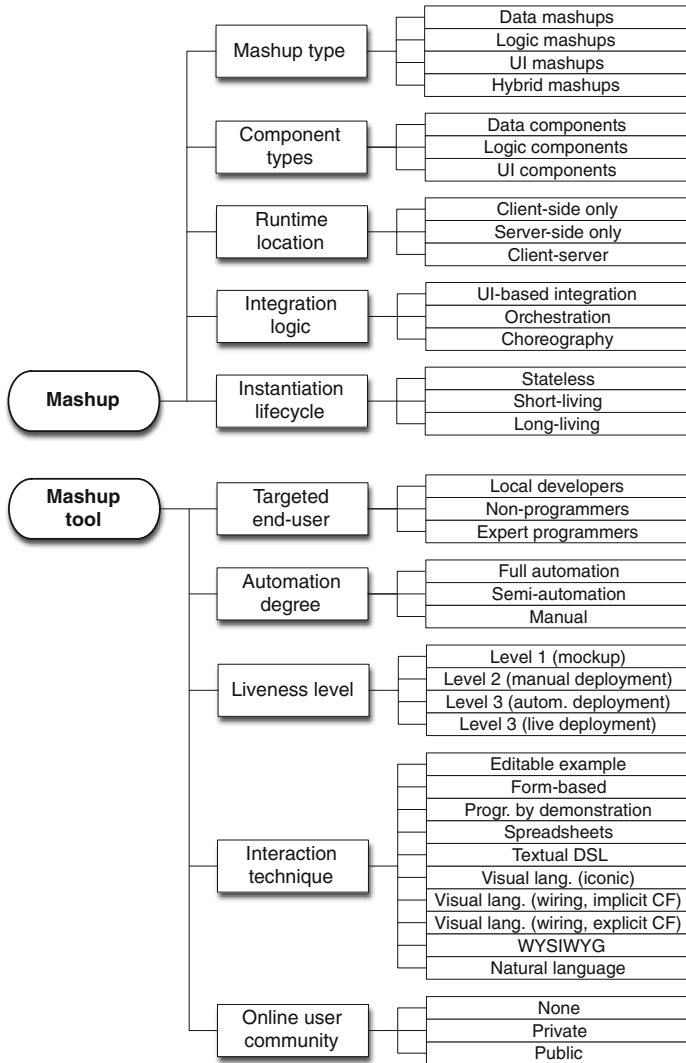 Mashup
Mashup type
Data mashups
Logic mashups
UI mashups
Hybrid mashups
Component
types
Data components
Logic components
UI components
Runtime
location
Client-side only
Server-side only
Client-server
Integration
logic
UI-based integration
Orchestration
Choreography
Instantiation
lifecycle
Stateless
Short-living
Long-living
Mashup
tool
Targeted
end-user
Local developers
Non-programmers
Expert programmers
Automation
degree
Full automation
Semi-automation
Manual
Liveness level
Level 1 (mockup)
Level 2 (manual deployment)
Level 3 (autom. deployment)
Level 3 (live deployment)
Interaction
technique
Editable example
Form-based
Progr. by demonstration
Spreadsheets
Textual DSL
Visual lang. (iconic)
Visual lang. (wiring, implicit CF)
Visual lang. (wiring, explicit CF)
WYSIWYG
Natural language
Online user
community
None
Private
Public